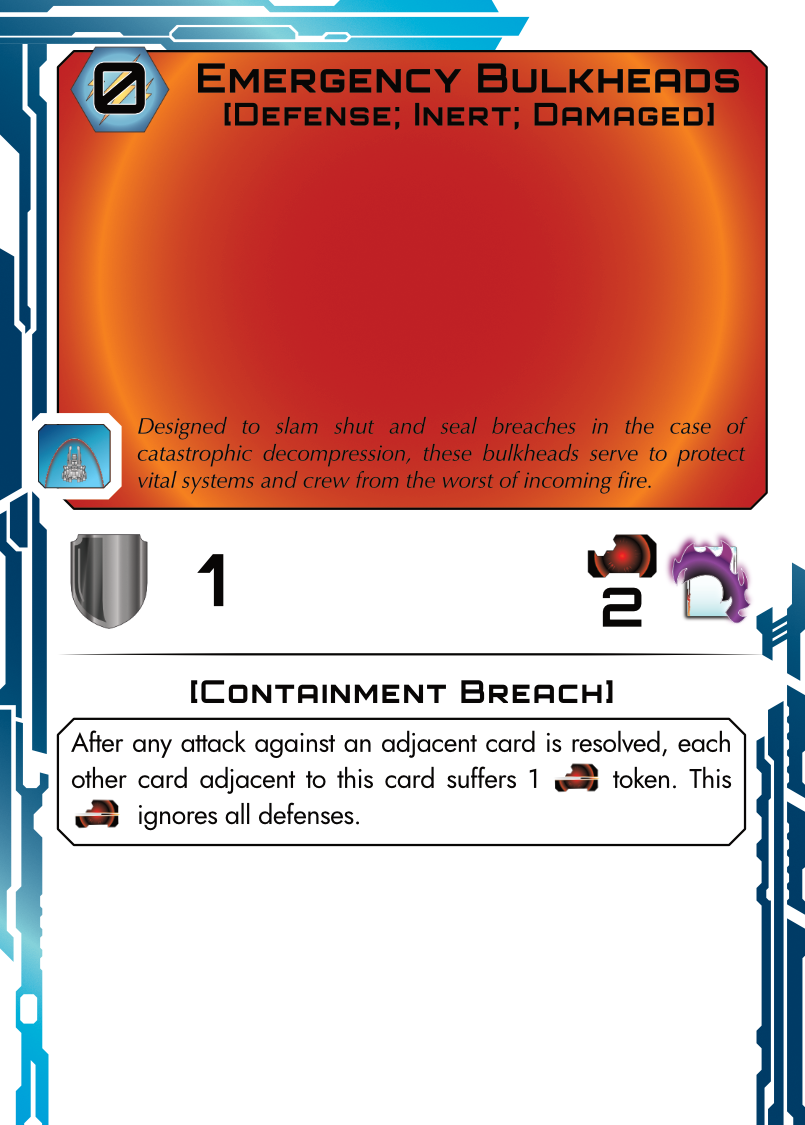 0
Emergency Bulkheads
[Defense; Inert; Damaged]
Designed to slam shut and seal breaches in the case of
catastrophic decompression, these bulkheads serve to protect
vital systems and crew from the worst of incoming fire.
1
2
[Containment Breach]
After any attack against an adjacent card is resolved, each
other card adjacent to this card suffers 1 token. This
ignores all defenses.